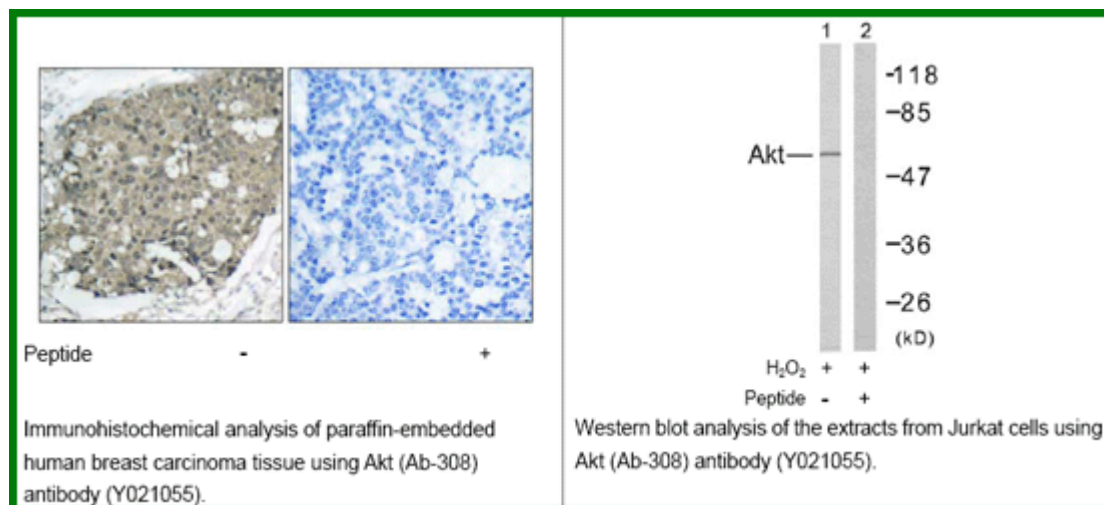 Peptide - +
Immunohistochemical analysis of paraffin-embedded
human breast carcinoma tissue using Akt (Ab-308)
antibody (Y021055).
1 2
-118
-85
Akt—
-47
-36
-26
(kD)
H₂O₂ + +
Peptide - +
Western blot analysis of the extracts from Jurkat cells using
Akt (Ab-308) antibody (Y021055).